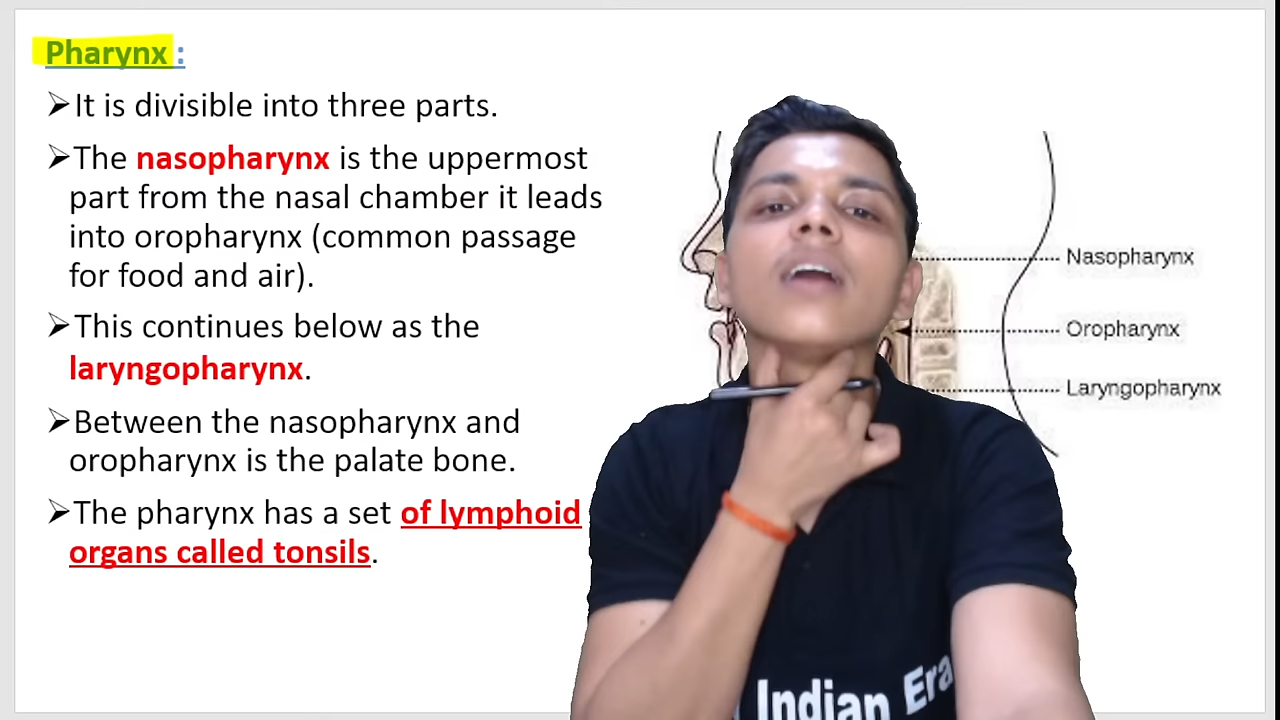 Pharynx :
➢It is divisible into three parts.
➢The nasopharynx is the uppermost
part from the nasal chamber it leads
into oropharynx (common passage
for food and air).
➢This continues below as the
laryngopharynx.
➢Between the nasopharynx and
oropharynx is the palate bone.
➢The pharynx has a set of lymphoid
organs called tonsils.
Nasopharynx
Oropharynx
Laryngopharynx
Indian Era